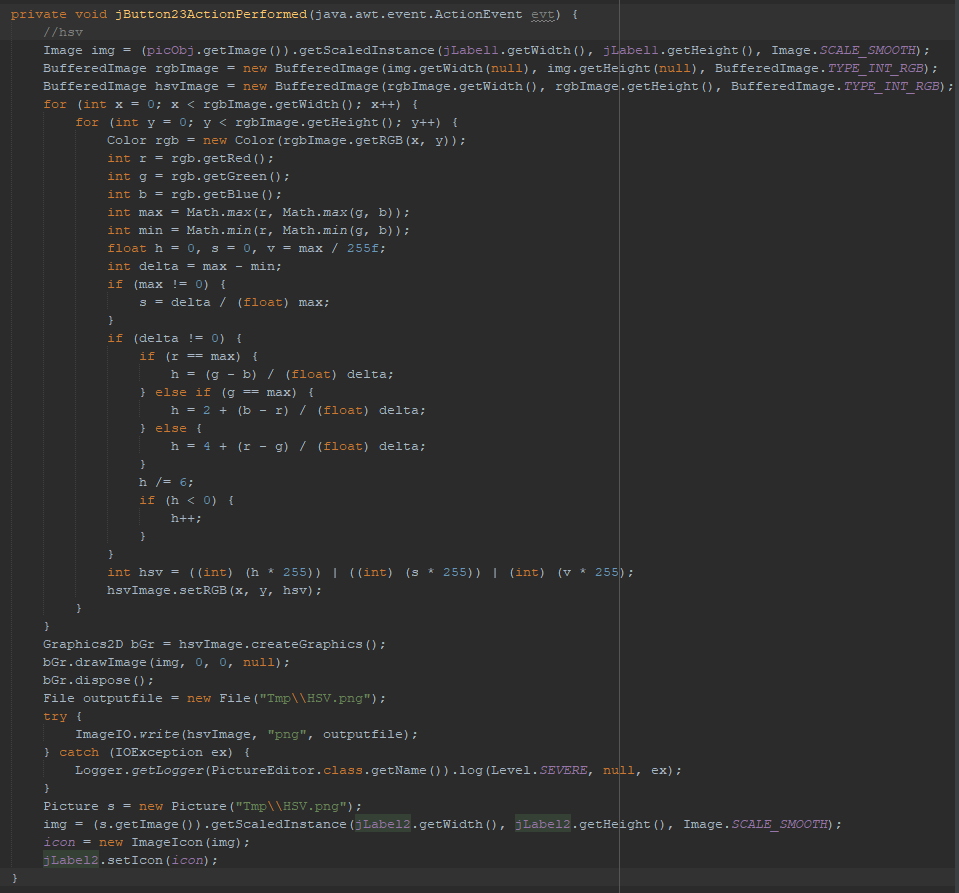 private void jButton23ActionPerformed(java.awt.event.ActionEvent evt) {
    //hsv
    Image img = (picObj.getImage()).getScaledInstance(jLabel1.getWidth(), jLabel1.getHeight(), Image.SCALE_SMOOTH);
    BufferedImage rgbImage = new BufferedImage(img.getWidth(null), img.getHeight(null), BufferedImage.TYPE_INT_RGB);
    BufferedImage hsvImage = new BufferedImage(rgbImage.getWidth(), rgbImage.getHeight(), BufferedImage.TYPE_INT_RGB);
    for (int x = 0; x < rgbImage.getWidth(); x++) {
        for (int y = 0; y < rgbImage.getHeight(); y++) {
            Color rgb = new Color(rgbImage.getRGB(x, y));
            int r = rgb.getRed();
            int g = rgb.getGreen();
            int b = rgb.getBlue();
            int max = Math.max(r, Math.max(g, b));
            int min = Math.min(r, Math.min(g, b));
            float h = 0, s = 0, v = max / 255f;
            int delta = max - min;
            if (max != 0) {
                s = delta / (float) max;
            }
            if (delta != 0) {
                if (r == max) {
                    h = (g - b) / (float) delta;
                } else if (g == max) {
                    h = 2 + (b - r) / (float) delta;
                } else {
                    h = 4 + (r - g) / (float) delta;
                }
                h /= 6;
                if (h < 0) {
                    h++;
                }
            }
            int hsv = ((int) (h * 255)) | ((int) (s * 255)) | (int) (v * 255);
            hsvImage.setRGB(x, y, hsv);
        }
    }
    Graphics2D bGr = hsvImage.createGraphics();
    bGr.drawImage(img, 0, 0, null);
    bGr.dispose();
    File outputfile = new File("Tmp\\HSV.png");
    try {
        ImageIO.write(hsvImage, "png", outputfile);
    } catch (IOException ex) {
        Logger.getLogger(PictureEditor.class.getName()).log(Level.SEVERE, null, ex);
    }
    Picture s = new Picture("Tmp\\HSV.png");
    img = (s.getImage()).getScaledInstance(jLabel2.getWidth(), jLabel2.getHeight(), Image.SCALE_SMOOTH);
    icon = new ImageIcon(img);
    jLabel2.setIcon(icon);
}